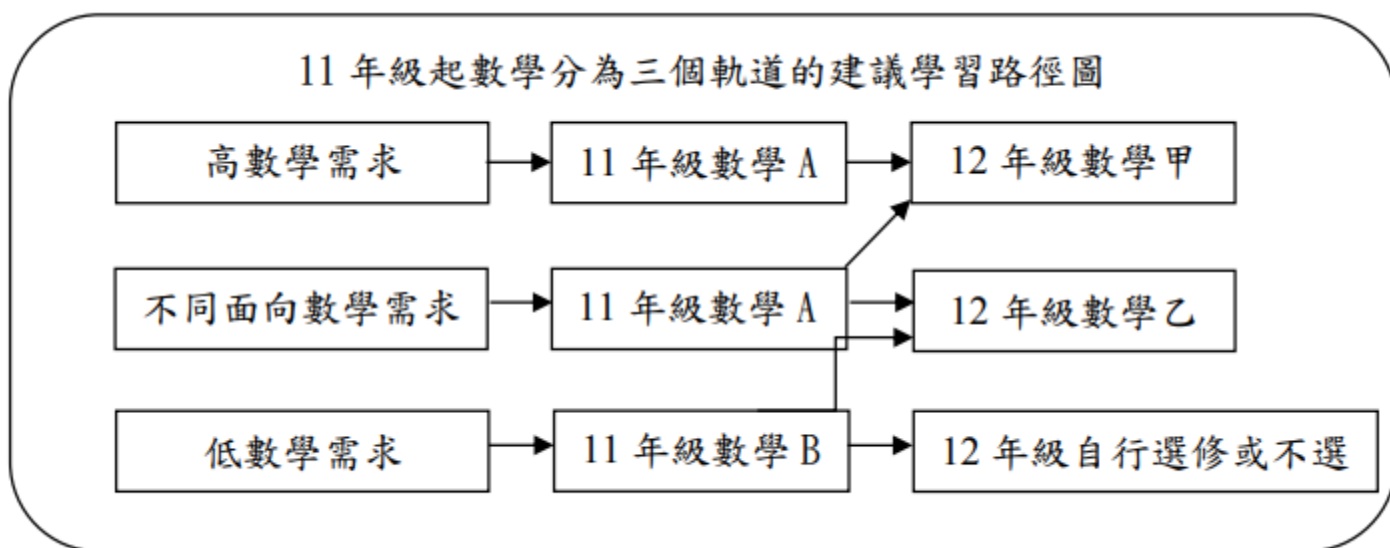 11 年級起數學分為三個軌道的建議學習路徑圖
高數學需求
11 年級數學 A
12 年級數學甲
不同面向數學需求
11 年級數學 A
12 年級數學乙
低數學需求
11 年級數學 B
12 年級自行選修或不選